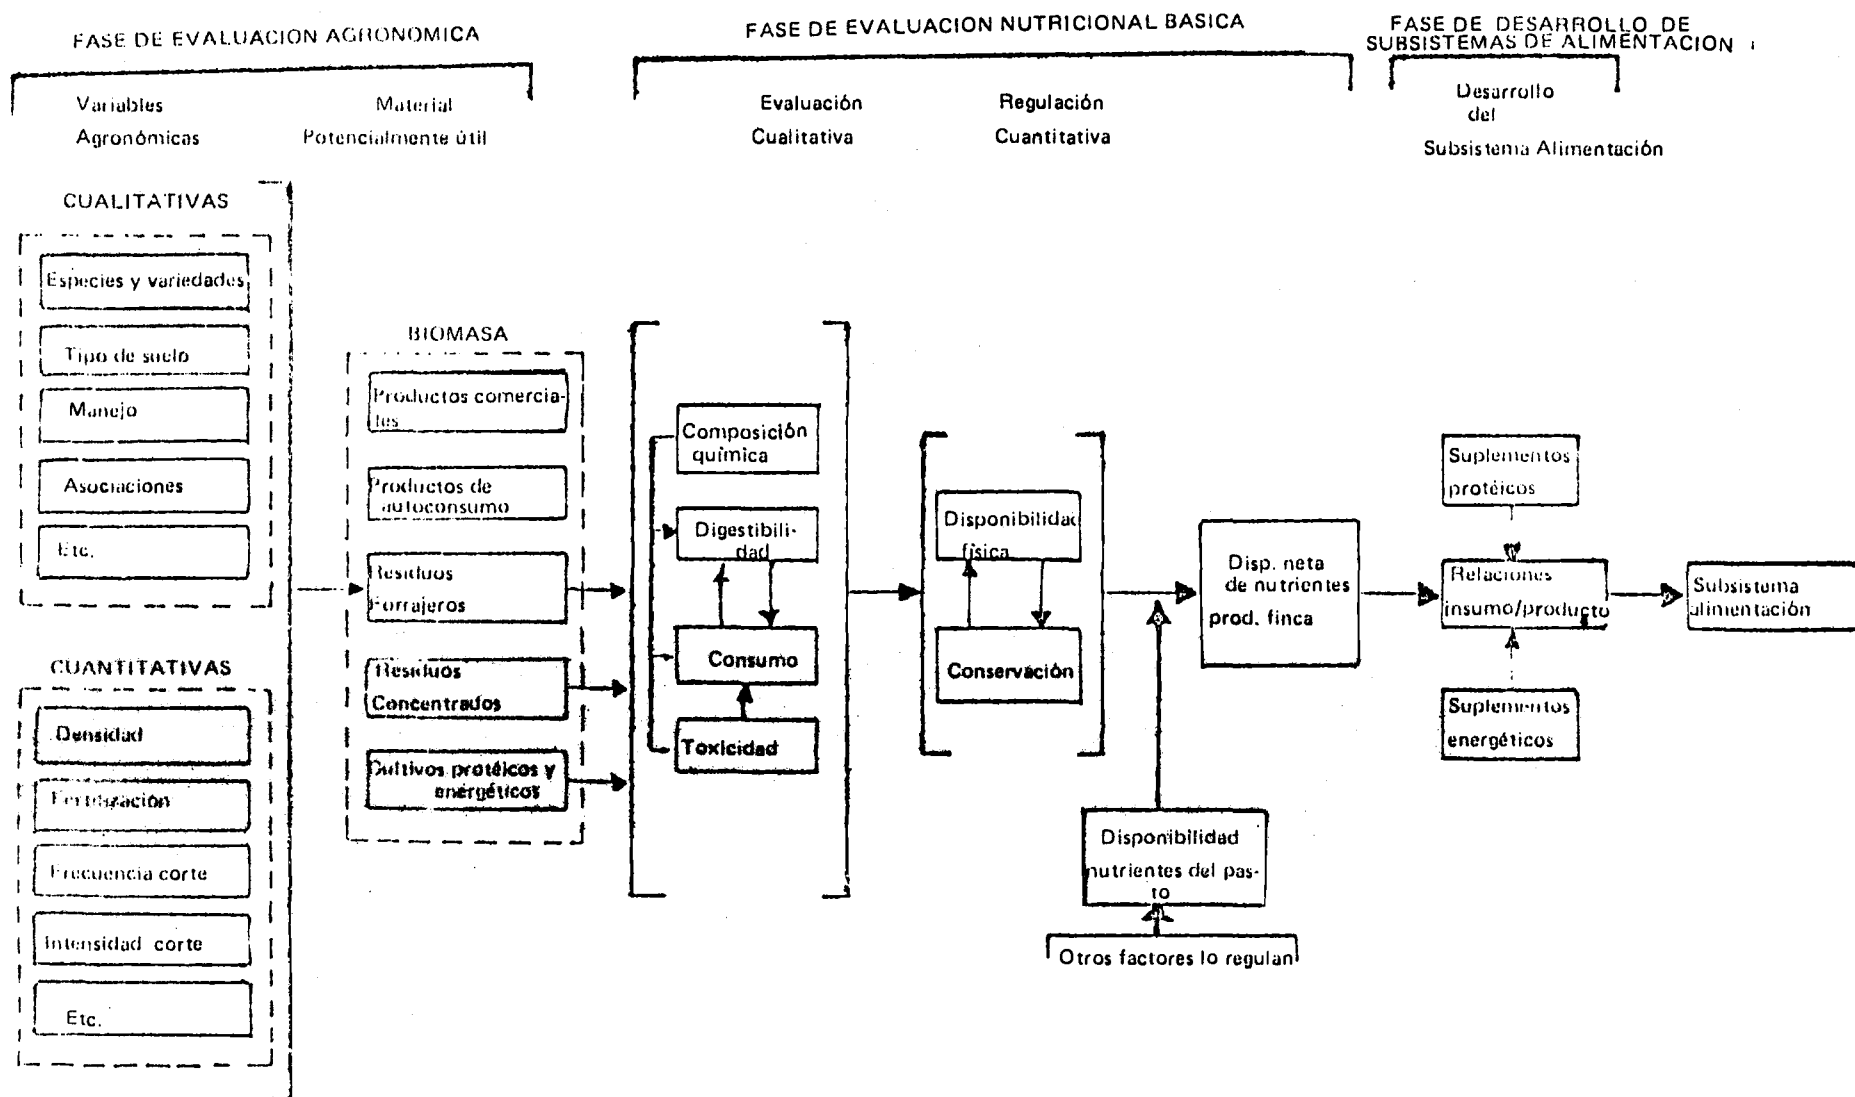 FASE DE EVALUACION AGRONOMICA
FASE DE EVALUACION NUTRICIONAL BASICA
FASE DE DESARROLLO DE
SUBSISTEMAS DE ALIMENTACION
Variables
Agronómicas
Material
Potencialmente útil
Evaluación
Cualitativa
Regulación
Cuantitativa
Desarrollo
del
Subsistema Alimentación
CUALITATIVAS
Especies y variedades
Tipo de suelo
Manejo
Asociaciones
Etc.
CUANTITATIVAS
Densidad
Fertilización
Frecuencia corte
Intensidad corte
Etc.
BIOMASA
Productos comercia-
les
Productos de
autoconsumo
Residuos
Forrajeros
Residuos
Concentrados
Cultivos protéicos y
energéticos
Composición
química
Digestibili-
dad
Consumo
Toxicidad
Disponibilidad
física
Conservación
Disp. neta
de nutrientes
prod. finca
Disponibilidad
nutrientes del pas-
to
Otros factores lo regulan
Suplementos
protéicos
Relaciones
insumo/producto
Suplementos
energéticos
Subsistema
alimentación